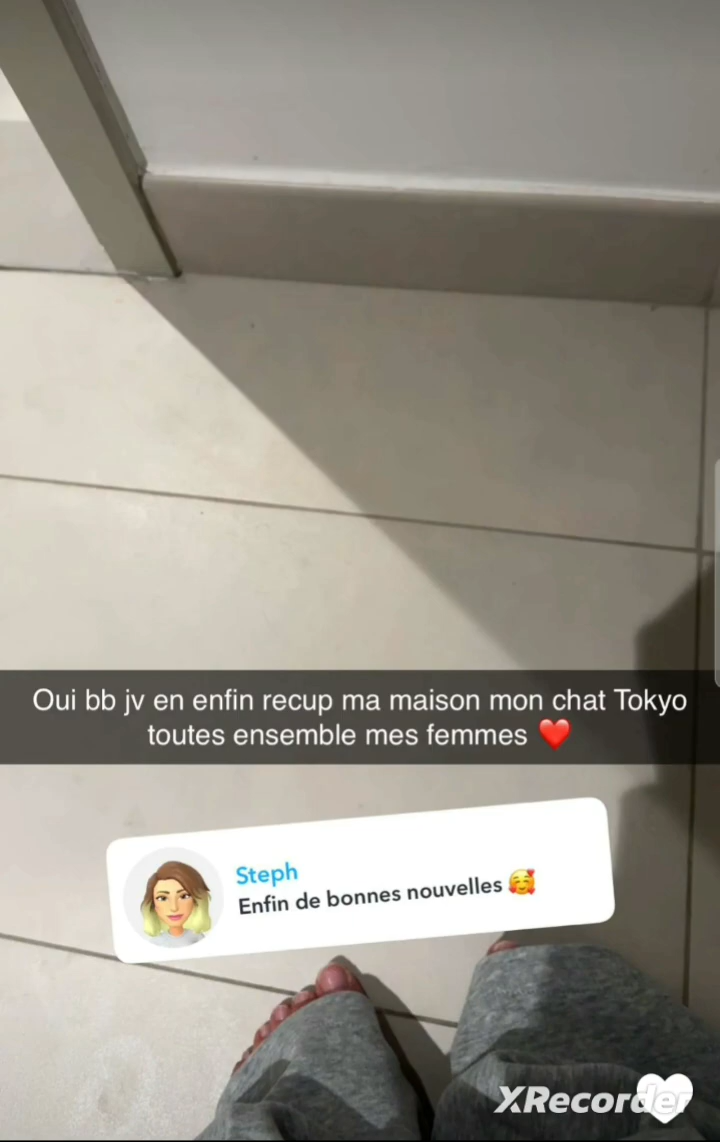 Oui bb jv en enfin recup ma maison mon chat Tokyo
toutes ensemble mes femmes ❤️
Steph
Enfin de bonnes nouvelles 🥰
XRecorder